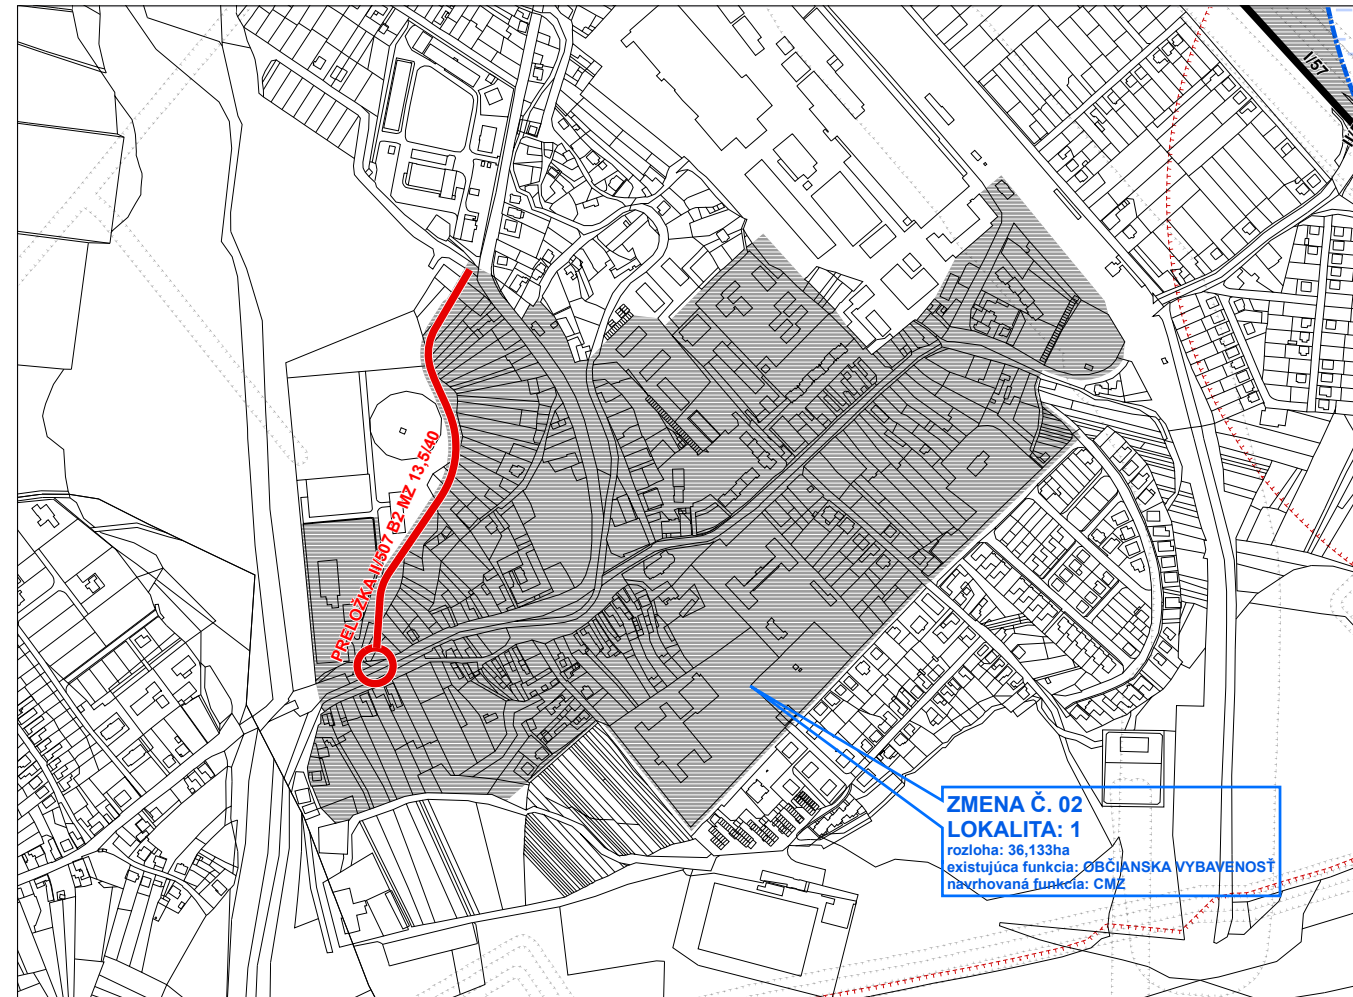 I/57
PRELOŽKA II/507 B2 MZ 13,5/40
ZMENA Č. 02
LOKALITA: 1
rozloha: 36,133ha
existujúca funkcia: OBČIANSKA VYBAVENOSŤ
navrhovaná funkcia: CMZ